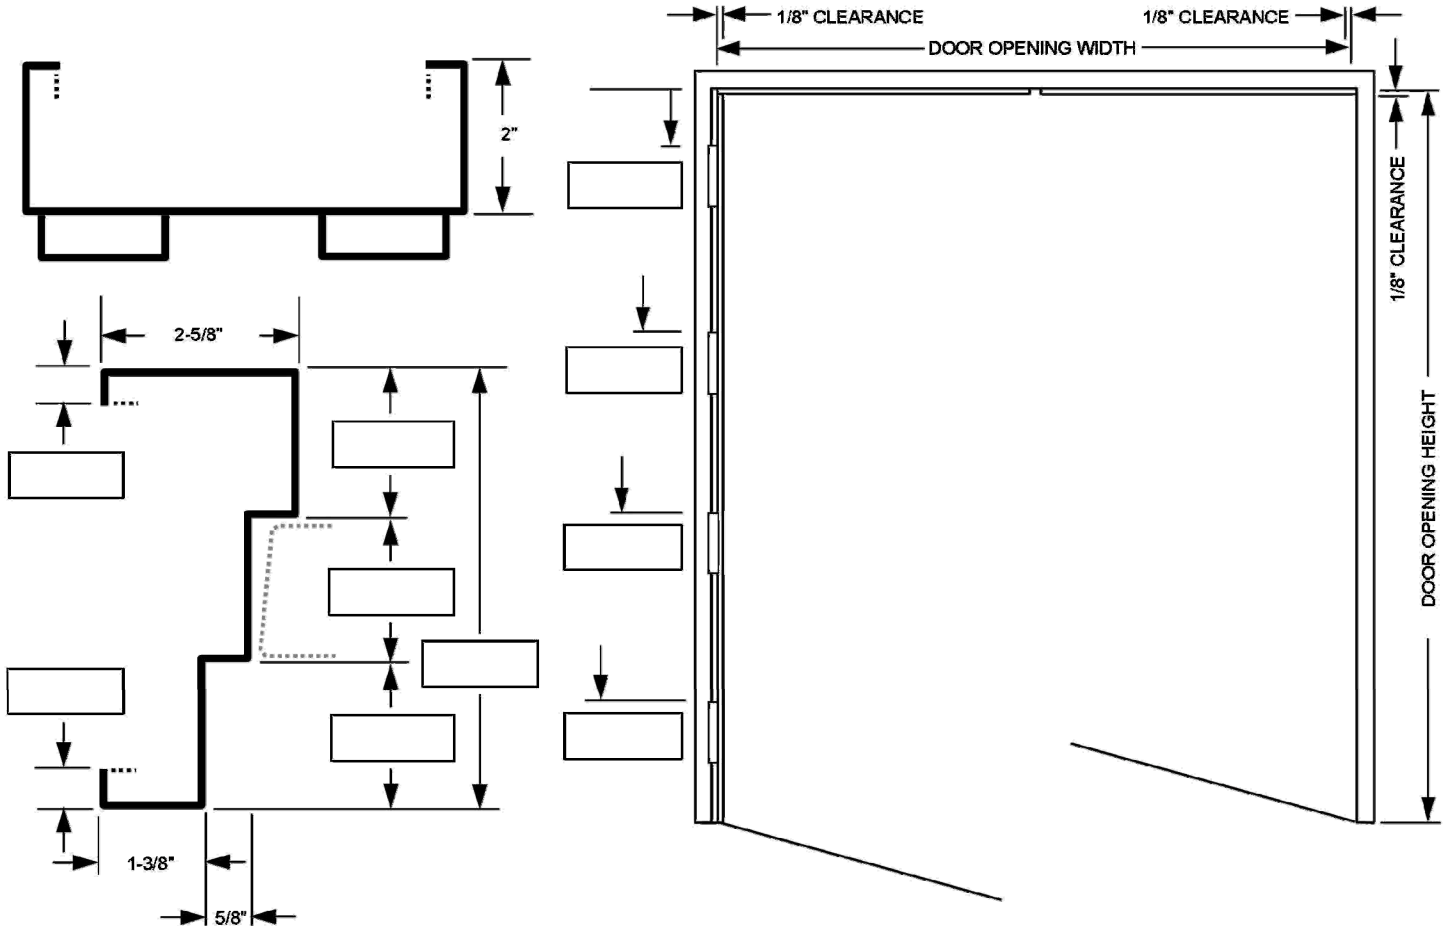 1/8" CLEARANCE
1/8" CLEARANCE
DOOR OPENING WIDTH
2"
1/8" CLEARANCE
2-5/8"
DOOR OPENING HEIGHT
1-3/8"
5/8"